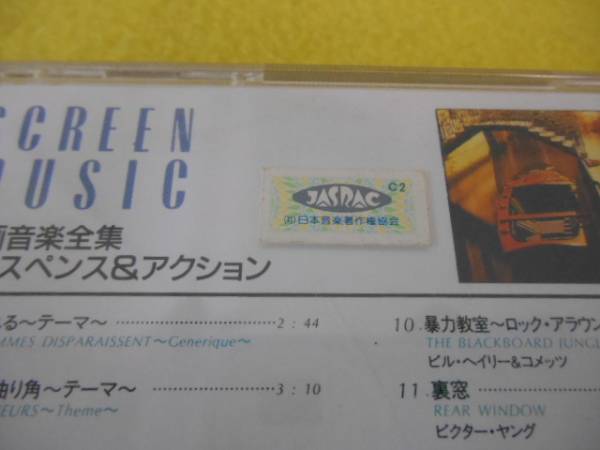 SCREEN
MUSIC
画音楽全集
スペンス&アクション
JASRAC
C2
(社)日本音楽著作権協会
る〜テーマ〜 2:44
MMES DISPARAISSENT〜Générique〜
曲り角〜テーマ〜 3:10
EURS〜Theme〜
10. 暴力教室〜ロック・アラウン
THE BLACKBOARD JUNGL
ビル・ヘイリー&コメッツ
11. 裏窓
REAR WINDOW
ビクター・ヤング